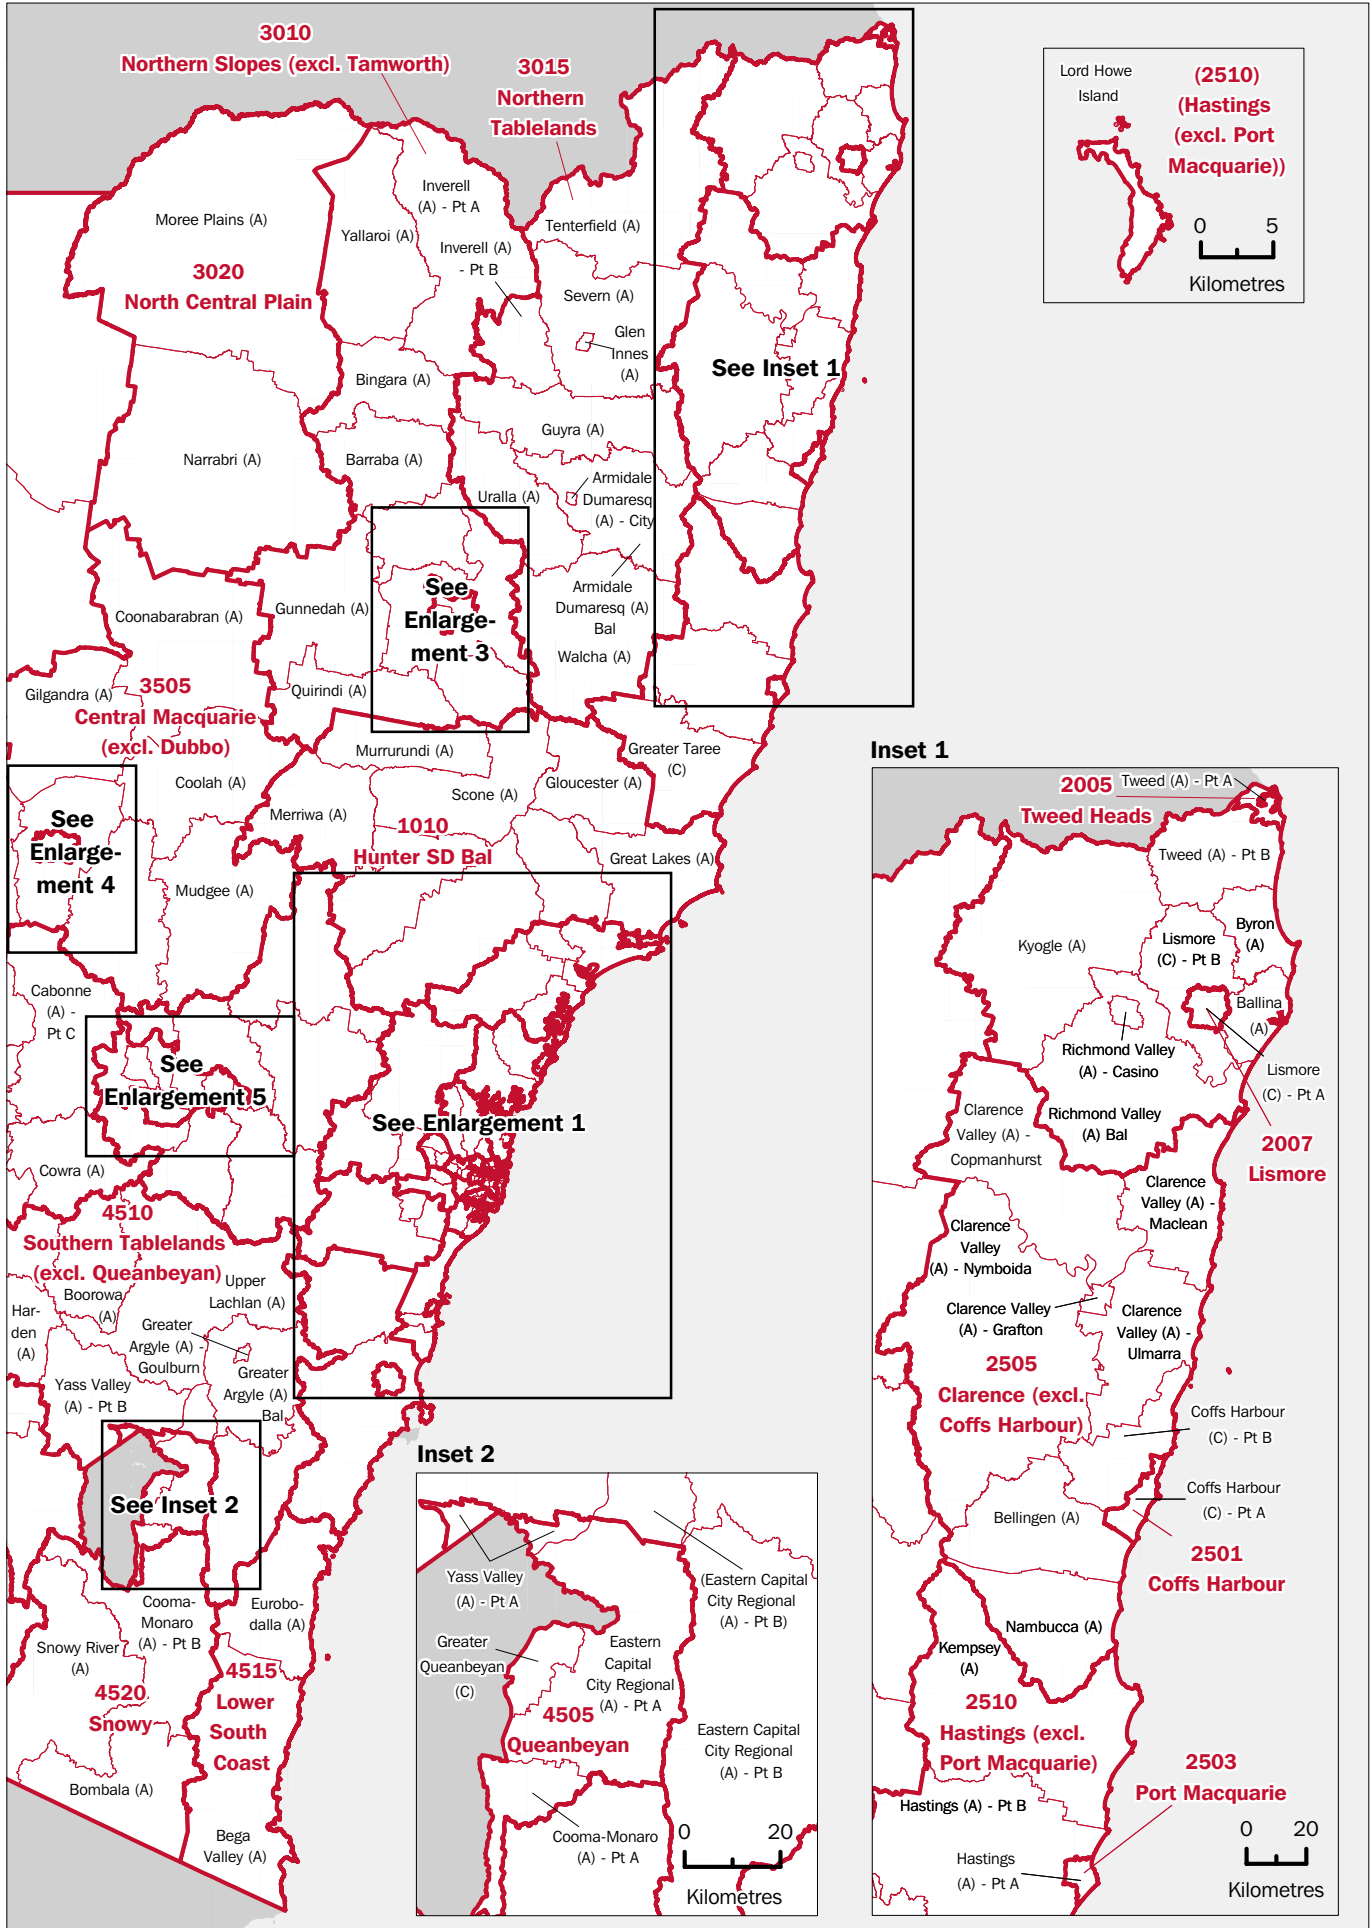 3010
Northern Slopes (excl. Tamworth)
3015
Northern
Tablelands
Lord Howe
Island
(2510)
(Hastings
(excl. Port
Macquarie))
0 5
Kilometres
Inverell
(A) - Pt A
Moree Plains (A)
Yallaroi (A)
Inverell (A)
- Pt B
Tenterfield (A)
3020
North Central Plain
Severn (A)
Glen
Innes
(A)
See Inset 1
Bingara (A)
Guyra (A)
Narrabri (A)
Barraba (A)
Uralla (A)
Armidale
Dumaresq
(A) - City
See
Enlarge-
ment 3
Armidale
Dumaresq (A)
Bal
Coonabarabran (A)
Gunnedah (A)
Walcha (A)
Gilgandra (A)
3505
Central Macquarie
(excl. Dubbo)
Quirindi (A)
Murrurundi (A)
Greater Taree
(C)
Coolah (A)
Scone (A)
Gloucester (A)
Merriwa (A)
See
Enlarge-
ment 4
1010
Hunter SD Bal
Great Lakes (A)
Mudgee (A)
Cabonne
(A) -
Pt C
See
Enlargement 5
See Enlargement 1
Cowra (A)
4510
Southern Tablelands
(excl. Queanbeyan)
Boorowa
(A)
Upper
Lachlan (A)
Har-
den
(A)
Greater
Argyle (A) -
Goulburn
Greater
Argyle (A)
Bal
Yass Valley
(A) - Pt B
See Inset 2
Cooma-
Monaro
(A) - Pt B
Eurobo-
dalla (A)
Snowy River
(A)
4520
Snowy
4515
Lower
South
Coast
Bombala (A)
Bega
Valley (A)
Inset 2
Yass Valley
(A) - Pt A
(Eastern Capital
City Regional
(A) - Pt B)
Greater
Queanbeyan
(C)
Eastern
Capital
City Regional
(A) - Pt A
4505
Queanbeyan
Eastern Capital
City Regional
(A) - Pt B
Cooma-Monaro
(A) - Pt A
0 20
Kilometres
Inset 1
2005
Tweed Heads
Tweed (A) - Pt A
Tweed (A) - Pt B
Kyogle (A)
Lismore
(C) - Pt B
Byron
(A)
Ballina
(A)
Richmond Valley
(A) - Casino
Lismore
(C) - Pt A
Clarence
Valley (A) -
Copmanhurst
Richmond Valley
(A) Bal
2007
Lismore
Clarence
Valley (A) -
Maclean
Clarence
Valley
(A) - Nymboida
Clarence Valley
(A) - Grafton
Clarence
Valley (A) -
Ulmarra
2505
Clarence (excl.
Coffs Harbour)
Coffs Harbour
(C) - Pt B
Coffs Harbour
(C) - Pt A
Bellingen (A)
2501
Coffs Harbour
Nambucca (A)
Kempsey
(A)
2510
Hastings (excl.
Port Macquarie)
2503
Port Macquarie
Hastings (A) - Pt B
Hastings
(A) - Pt A
0 20
Kilometres